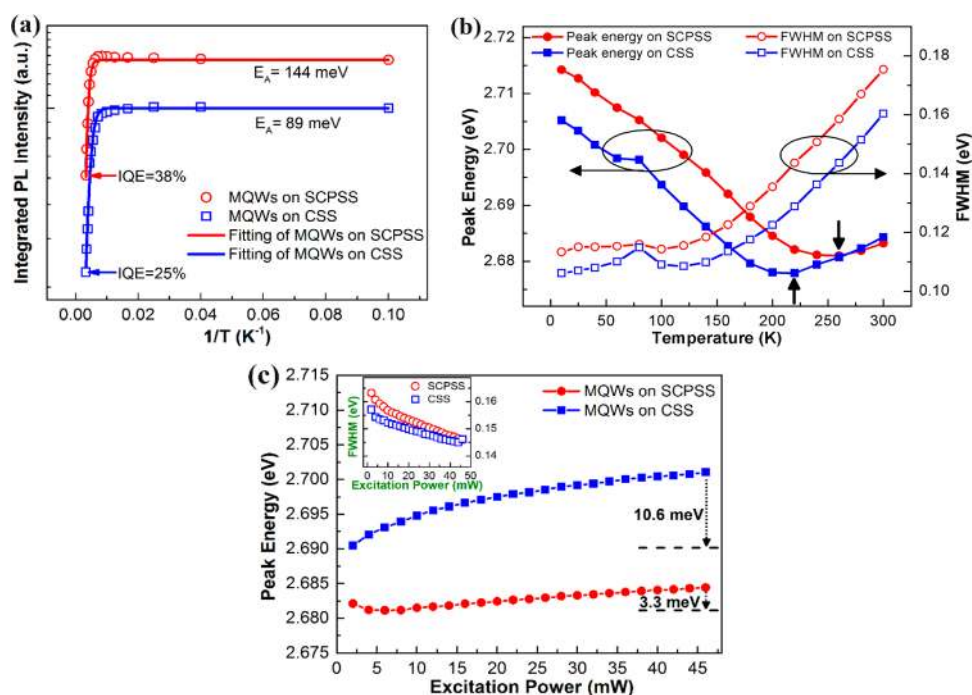 (a)
Integrated PL Intensity (a.u.)
E_A= 144 meV
E_A= 89 meV
IQE=38%
MQWs on SCPSS
MQWs on CSS
Fitting of MQWs on SCPSS
Fitting of MQWs on CSS
IQE=25%
0.00 0.02 0.04 0.06 0.08 0.10
1/T (K⁻¹)
(b)
Peak energy on SCPSS
Peak energy on CSS
FWHM on SCPSS
FWHM on CSS
Peak Energy (eV)
2.72
2.71
2.70
2.69
2.68
FWHM (eV)
0.18
0.16
0.14
0.12
0.10
0 50 100 150 200 250 300
Temperature (K)
(c)
Peak Energy (eV)
2.715
2.710
2.705
2.700
2.695
2.690
2.685
2.680
2.675
SCPSS
CSS
FWHM (eV)
0.16
0.15
0.14
0 10 20 30 40 50
Excitation Power (mW)
MQWs on SCPSS
MQWs on CSS
10.6 meV
3.3 meV
0 5 10 15 20 25 30 35 40 45
Excitation Power (mW)